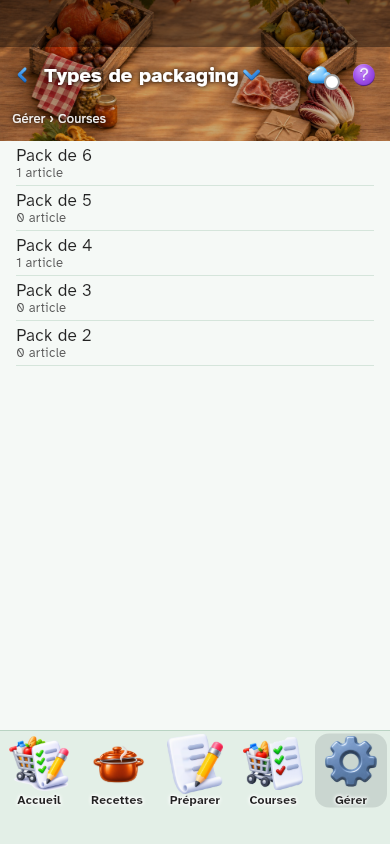 Types de packaging
?
Gérer › Courses
Pack de 6
1 article
Pack de 5
0 article
Pack de 4
1 article
Pack de 3
0 article
Pack de 2
0 article
Accueil
Recettes
Préparer
Courses
Gérer